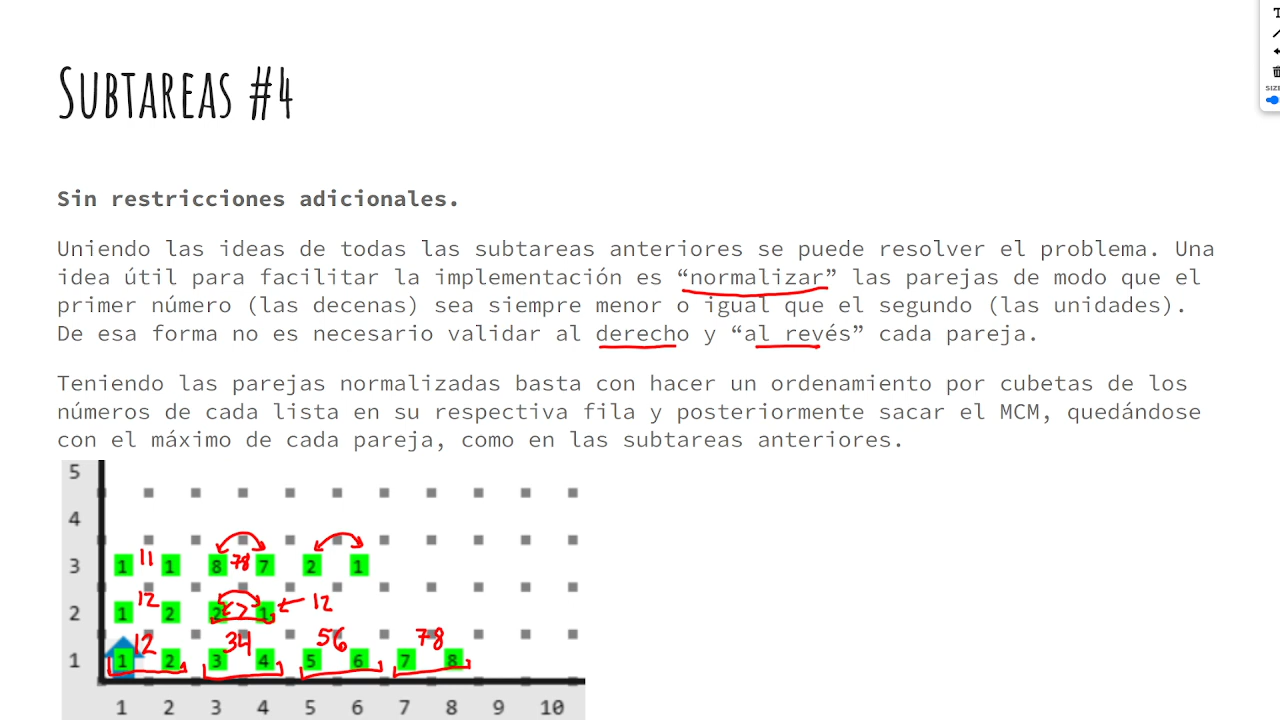 SUBTAREAS #4
Sin restricciones adicionales.
Uniendo las ideas de todas las subtareas anteriores se puede resolver el problema. Una
idea útil para facilitar la implementación es “normalizar” las parejas de modo que el
primer número (las decenas) sea siempre menor o igual que el segundo (las unidades).
De esa forma no es necesario validar al derecho y “al revés” cada pareja.
Teniendo las parejas normalizadas basta con hacer un ordenamiento por cubetas de los
números de cada lista en su respectiva fila y posteriormente sacar el MCM, quedándose
con el máximo de cada pareja, como en las subtareas anteriores.
5
4
3 1 11 1 8 78 7 2 1
2 1 12 2 2 1 12
12 34 56 78
1 1 2 3 4 5 6 7 8
1 2 3 4 5 6 7 8 9 10
SIZE